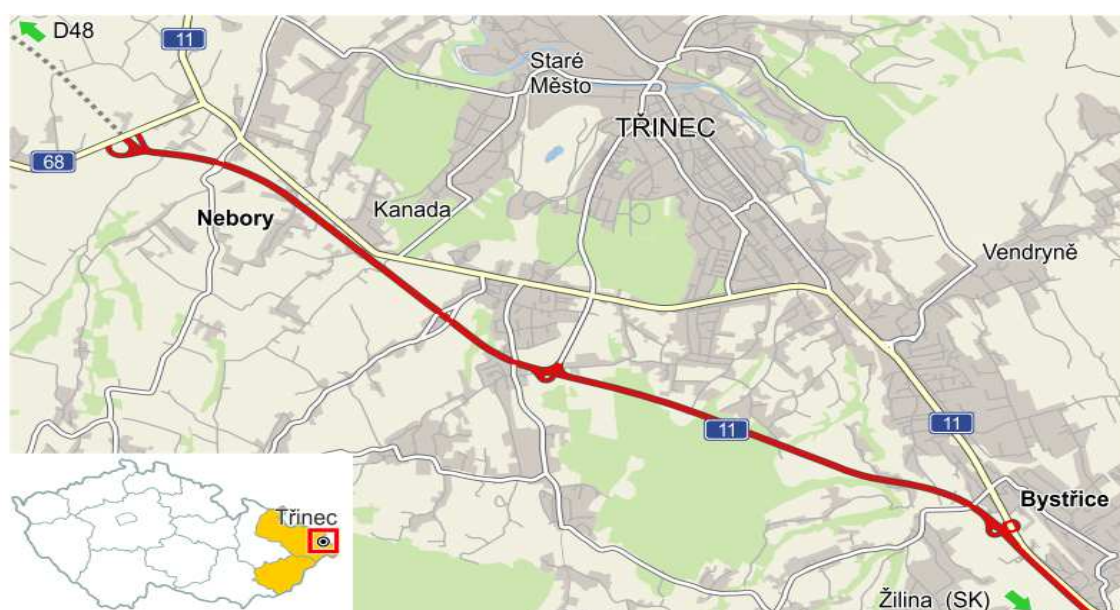 D48
11
Staré
Město
TŘINEC
68
Nebory
Kanada
Vendryně
11
11
Bystřice
Třinec
Žilina (SK)